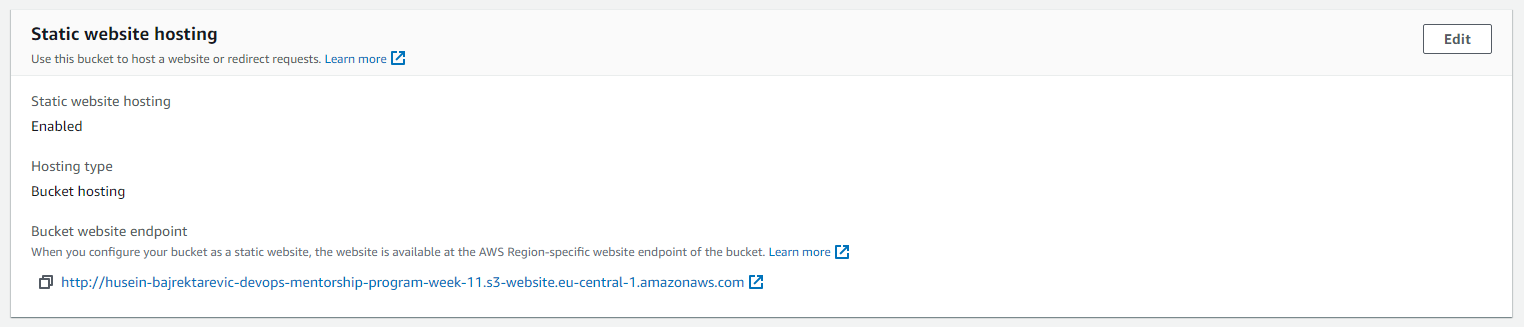 Static website hosting
Edit
Use this bucket to host a website or redirect requests. Learn more
Static website hosting
Enabled
Hosting type
Bucket hosting
Bucket website endpoint
When you configure your bucket as a static website, the website is available at the AWS Region-specific website endpoint of the bucket. Learn more
http://husein-bajrektarevic-devops-mentorship-program-week-11.s3-website.eu-central-1.amazonaws.com